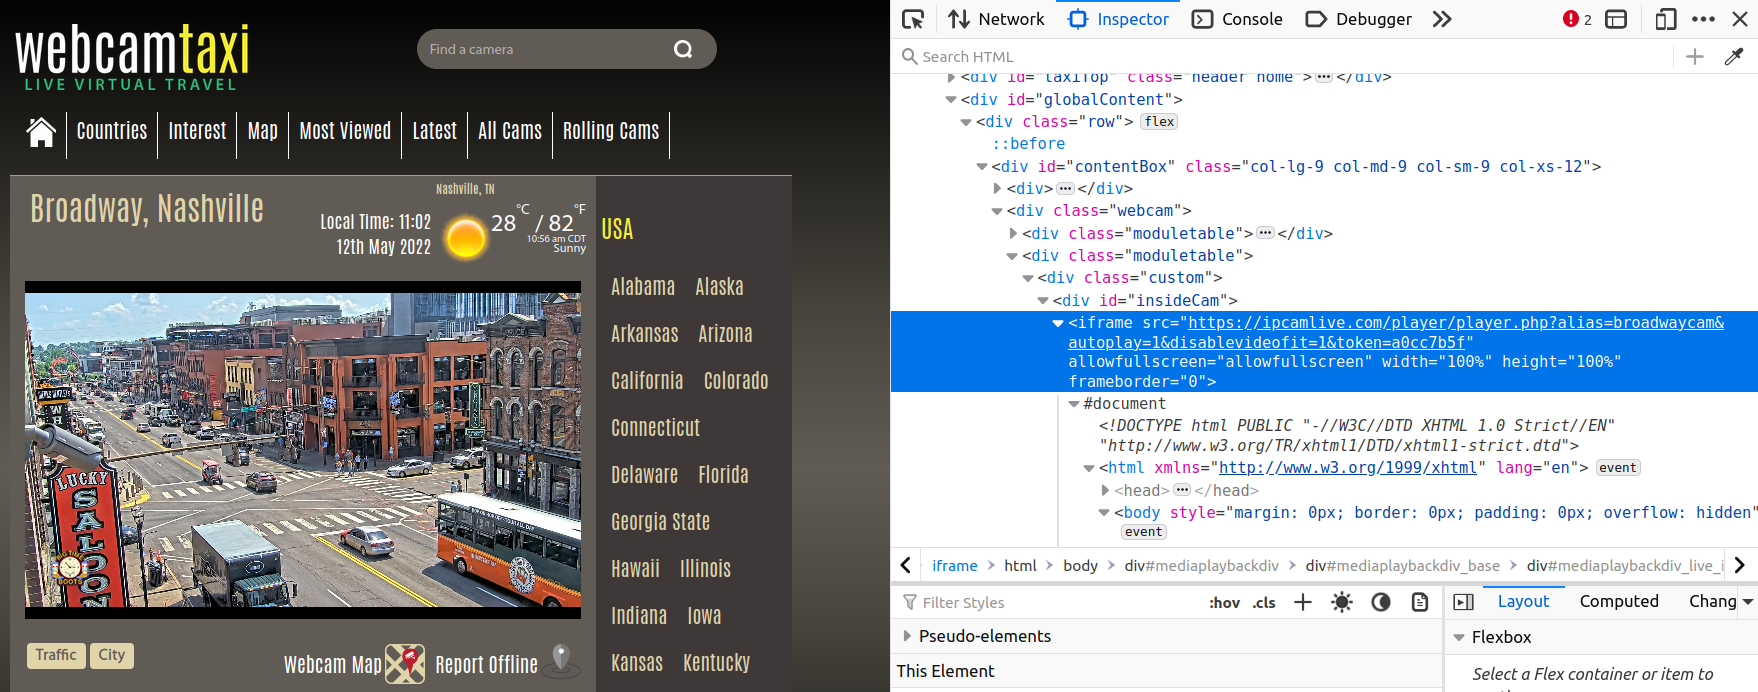 webcamtaxi
LIVE VIRTUAL TRAVEL
Find a camera
Countries
Interest
Map
Most Viewed
Latest
All Cams
Rolling Cams
Broadway, Nashville
Nashville, TN
Local Time: 11:02
12th May 2022
28 °C / 82 °F
10:56 am CDT
Sunny
LUCKY
SALOON
BIG TIME
BOOTS
Traffic
City
Webcam Map
Report Offline
USA
Alabama Alaska
Arkansas Arizona
California Colorado
Connecticut
Delaware Florida
Georgia State
Hawaii Illinois
Indiana Iowa
Kansas Kentucky
Network
Inspector
Console
Debugger
2
Search HTML
<div id="taxiTop" class="header home"> ••• </div>
<div id="globalContent">
<div class="row"> flex
::before
<div id="contentBox" class="col-lg-9 col-md-9 col-sm-9 col-xs-12">
<div> ••• </div>
<div class="webcam">
<div class="moduletable"> ••• </div>
<div class="moduletable">
<div class="custom">
<div id="insideCam">
<iframe src="https://ipcamlive.com/player/player.php?alias=broadwaycam&
autoplay=1&disablevideofit=1&token=a0cc7b5f"
allowfullscreen="allowfullscreen" width="100%" height="100%"
frameborder="0">
#document
<!DOCTYPE html PUBLIC "-//W3C//DTD XHTML 1.0 Strict//EN"
"http://www.w3.org/TR/xhtml1/DTD/xhtml1-strict.dtd">
<html xmlns="http://www.w3.org/1999/xhtml" lang="en"> event
<head> ••• </head>
<body style="margin: 0px; border: 0px; padding: 0px; overflow: hidden"
event
iframe > html > body > div#mediaplaybackdiv > div#mediaplaybackdiv_base > div#mediaplaybackdiv_live_i
Filter Styles
:hov .cls +
Pseudo-elements
This Element
Layout
Computed
Chang
Flexbox
Select a Flex container or item to